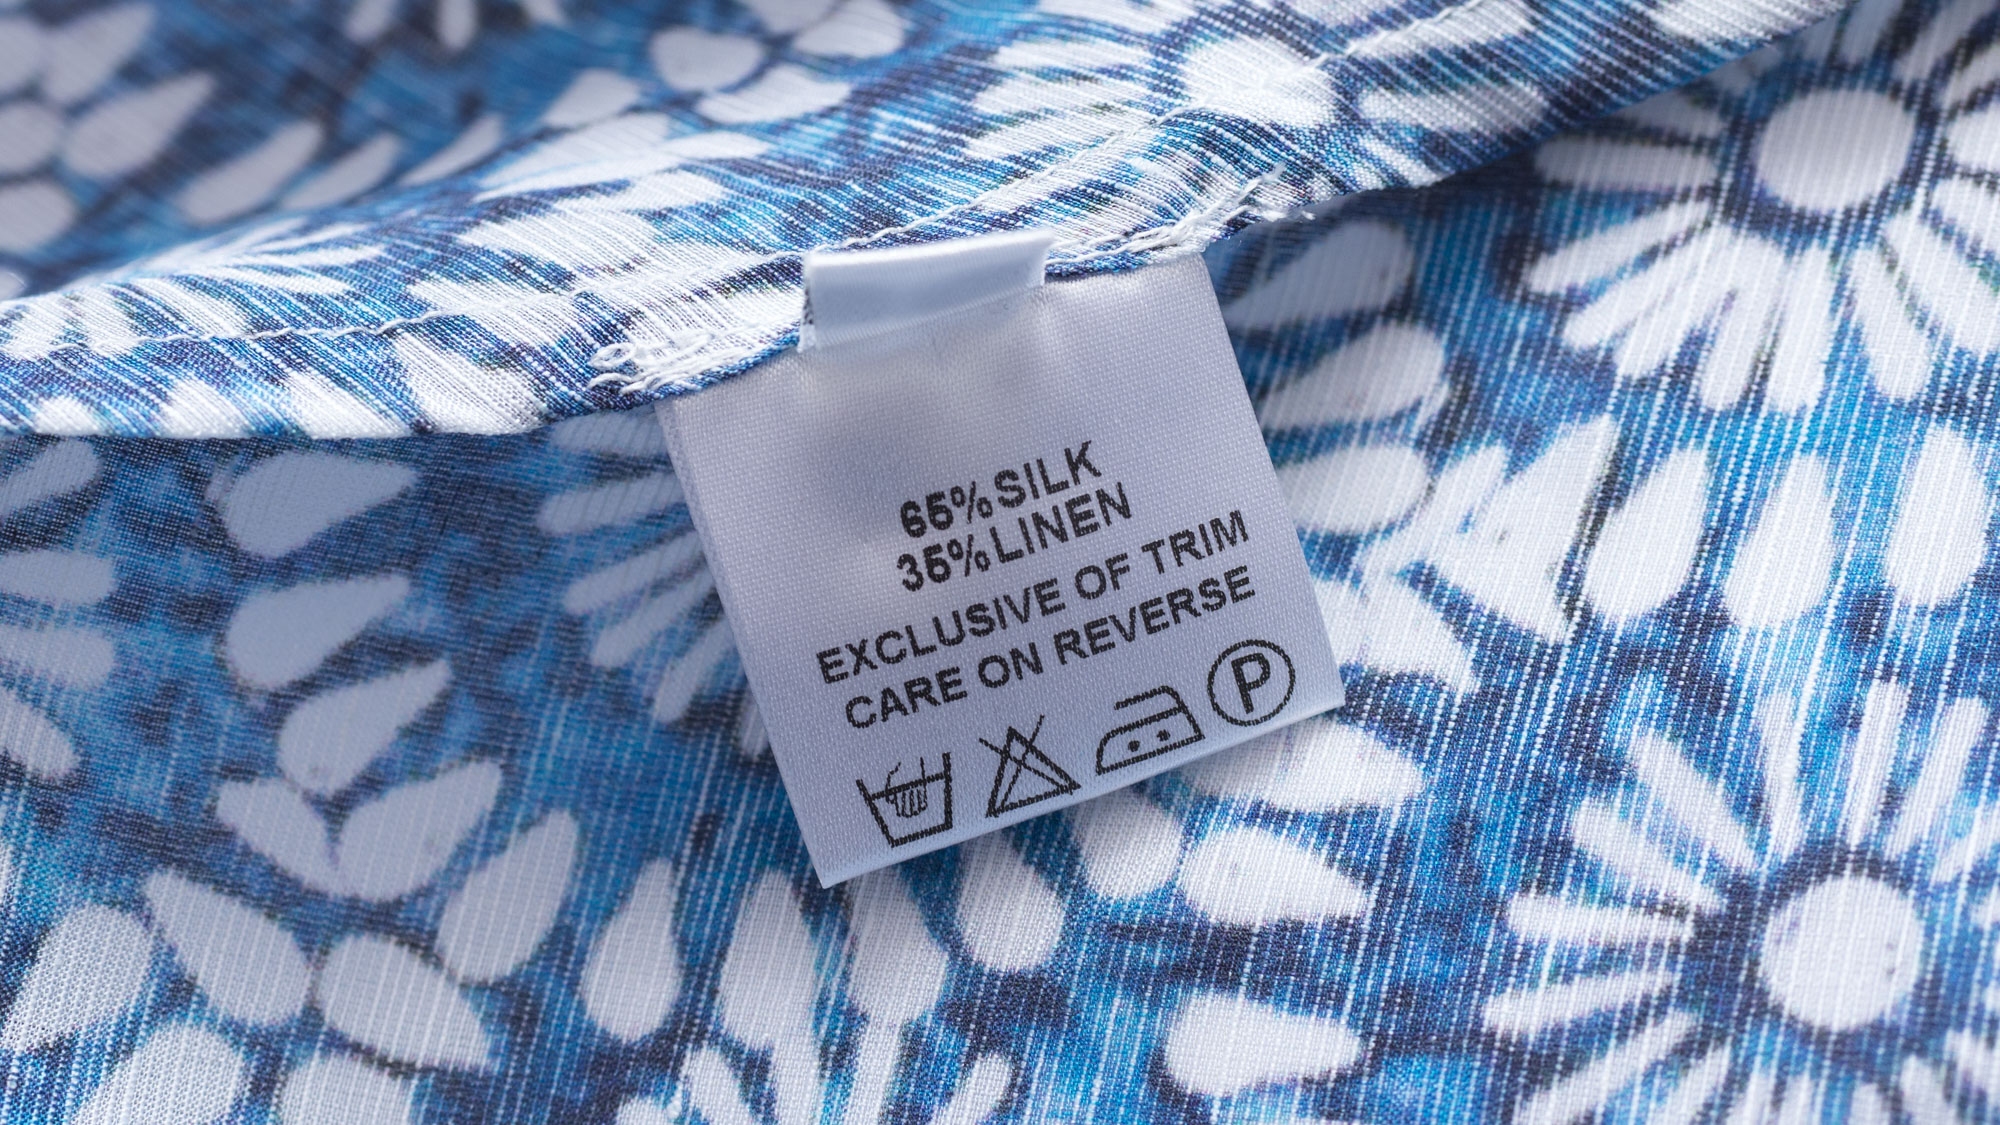 65% SILK
35% LINEN
EXCLUSIVE OF TRIM
CARE ON REVERSE
P